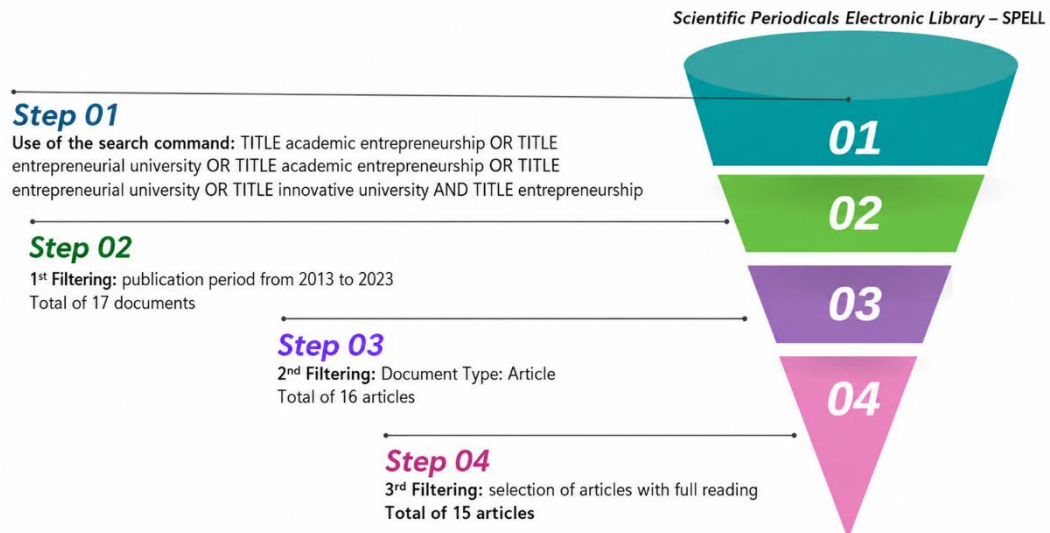 Scientific Periodicals Electronic Library – SPELL
01
Step 01
Use of the search command: TITLE academic entrepreneurship OR TITLE
entrepreneurial university OR TITLE academic entrepreneurship OR TITLE
entrepreneurial university OR TITLE innovative university AND TITLE entrepreneurship
02
Step 02
1st Filtering: publication period from 2013 to 2023
Total of 17 documents
03
Step 03
2nd Filtering: Document Type: Article
Total of 16 articles
04
Step 04
3rd Filtering: selection of articles with full reading
Total of 15 articles